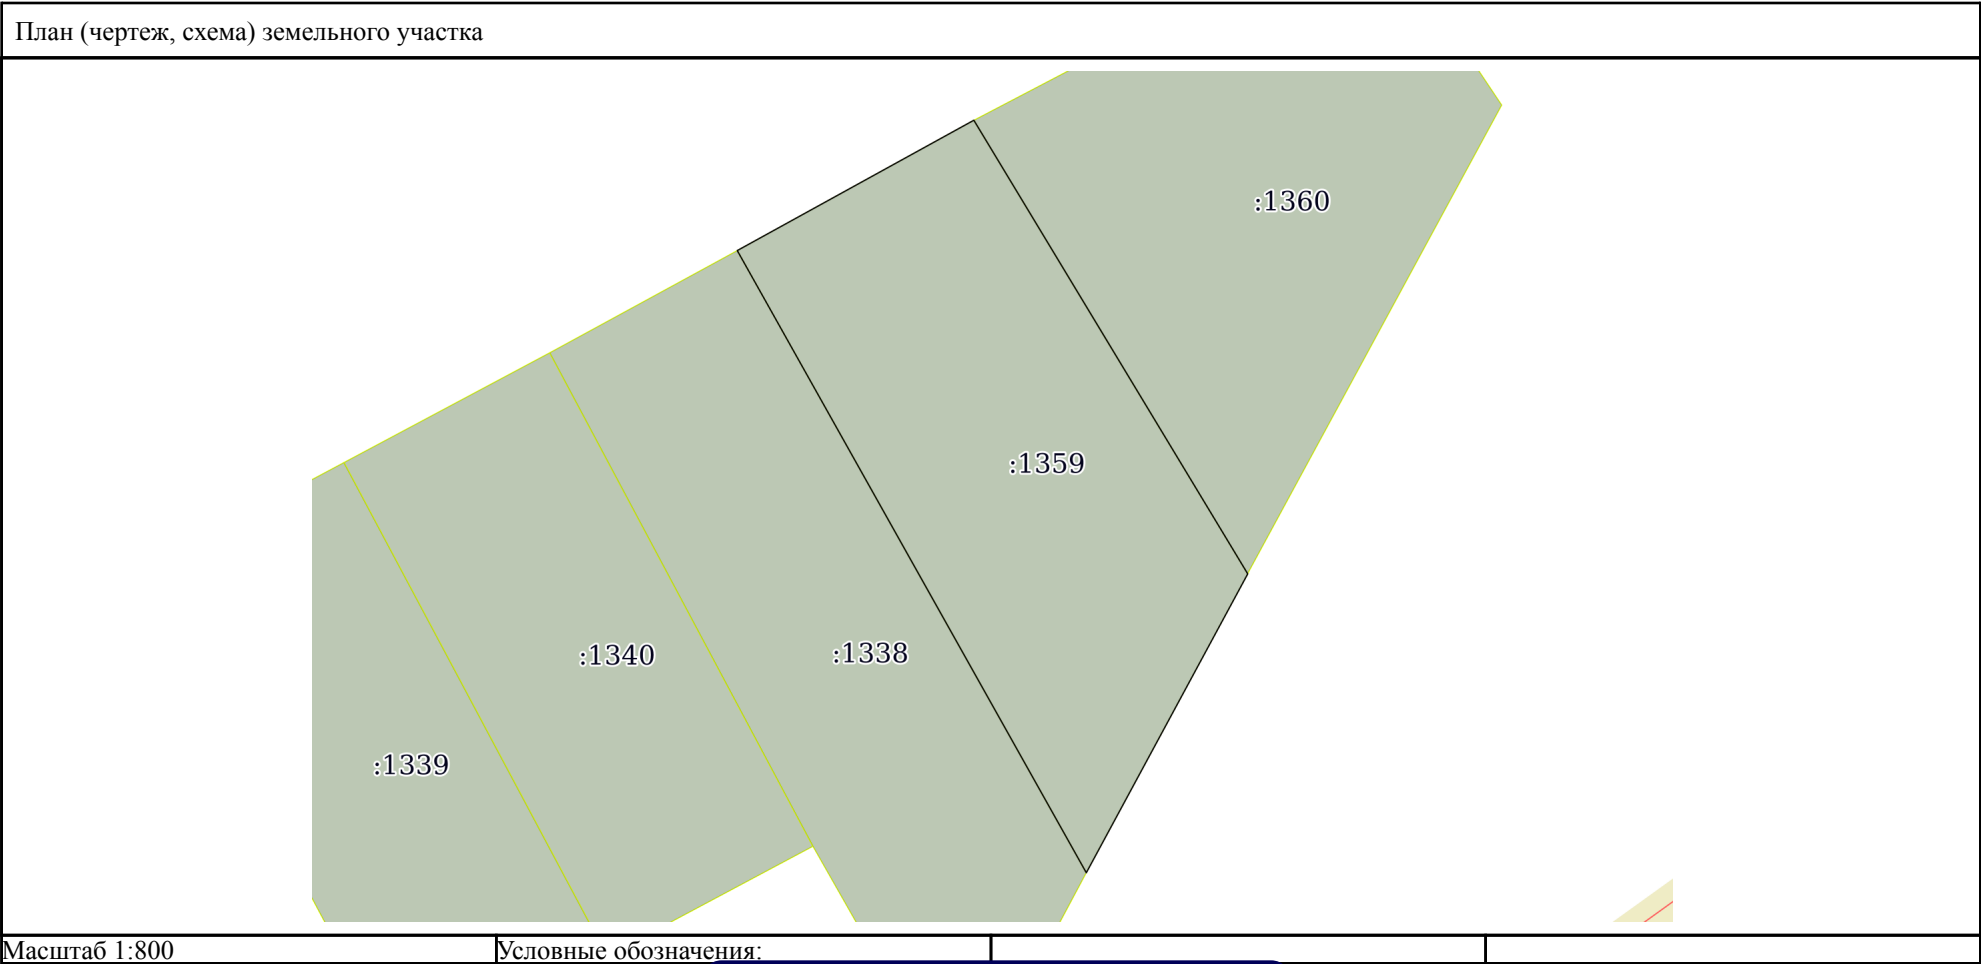 План (чертеж, схема) земельного участка
:1360
:1359
:1340
:1338
:1339
Масштаб 1:800
Условные обозначения: